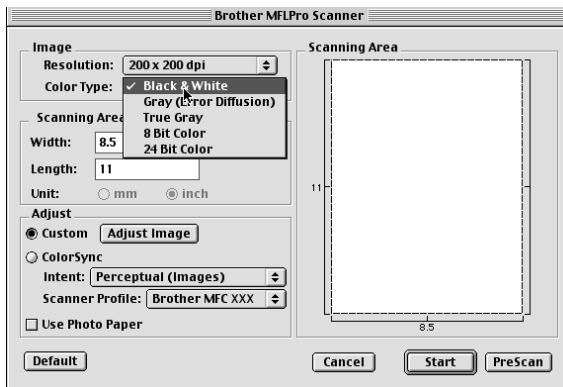 Brother MFLPro Scanner
Image
Resolution: 200 x 200 dpi
Color Type: ✓ Black & White
Gray (Error Diffusion)
True Gray
8 Bit Color
24 Bit Color
Scanning Area
Width: 8.5
Length: 11
Unit: mm inch
Adjust
Custom Adjust Image
ColorSync
Intent: Perceptual (Images)
Scanner Profile: Brother MFC XXX
Use Photo Paper
Default
Scanning Area
11
8.5
Cancel Start PreScan